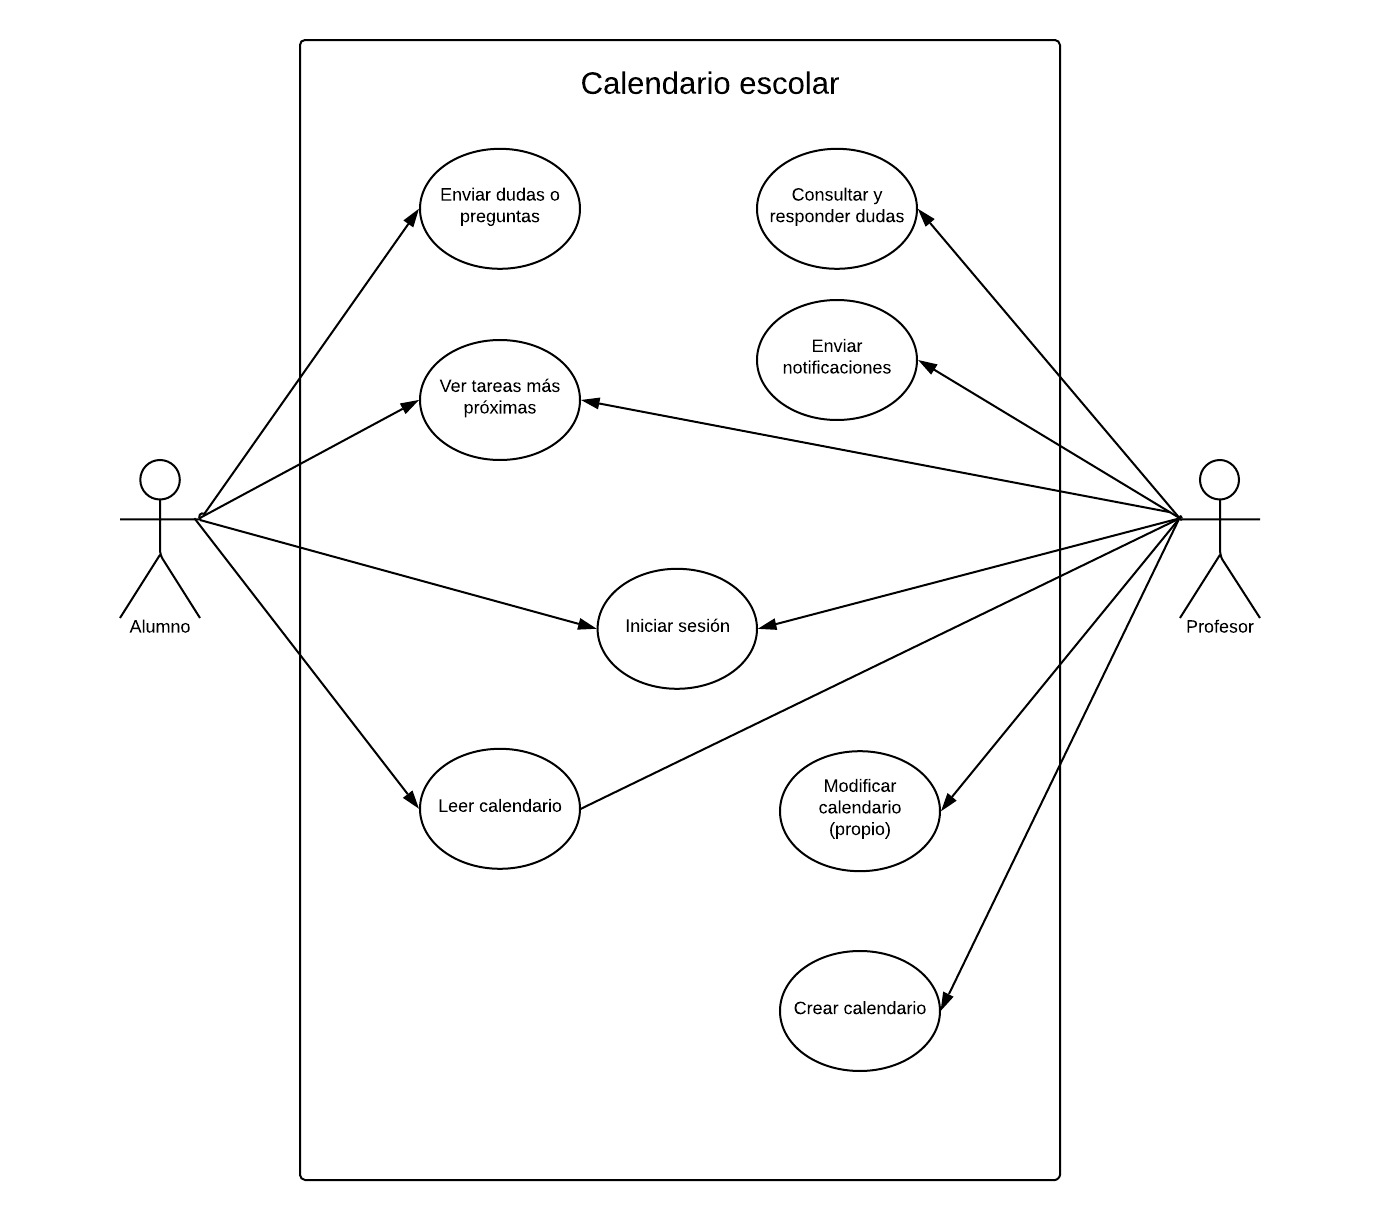 Calendario escolar
Enviar dudas o
preguntas
Consultar y
responder dudas
Enviar
notificaciones
Ver tareas más
próximas
Iniciar sesión
Alumno
Profesor
Leer calendario
Modificar
calendario
(propio)
Crear calendario